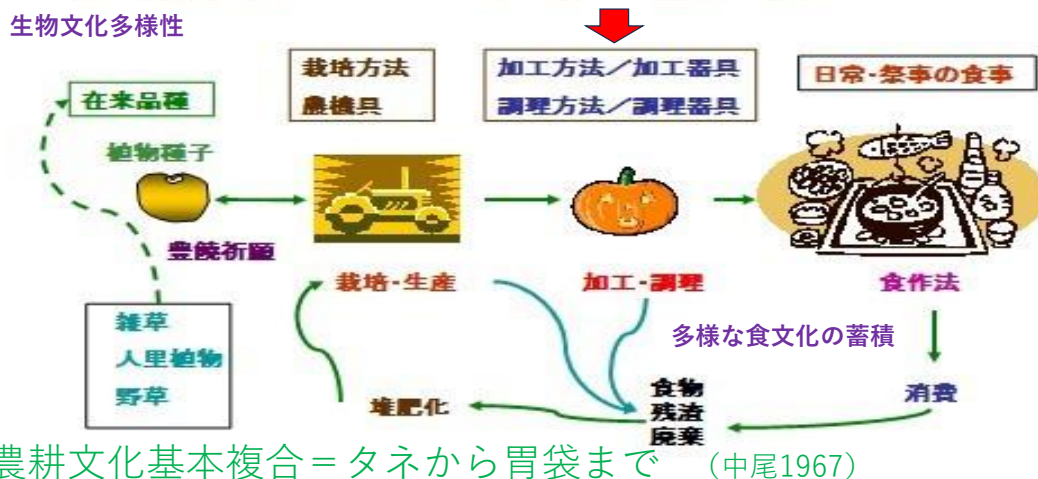 生物文化多様性
栽培方法
農機具
加工方法／加工器具
調理方法／調理器具
日常・祭事の食事
在来品種
植物種子
豊饒祈願
栽培・生産
加工・調理
食作法
雑草
人里植物
野草
多様な食文化の蓄積
堆肥化
食物
残渣
廃棄
消費
農耕文化基本複合＝タネから胃袋まで （中尾1967）